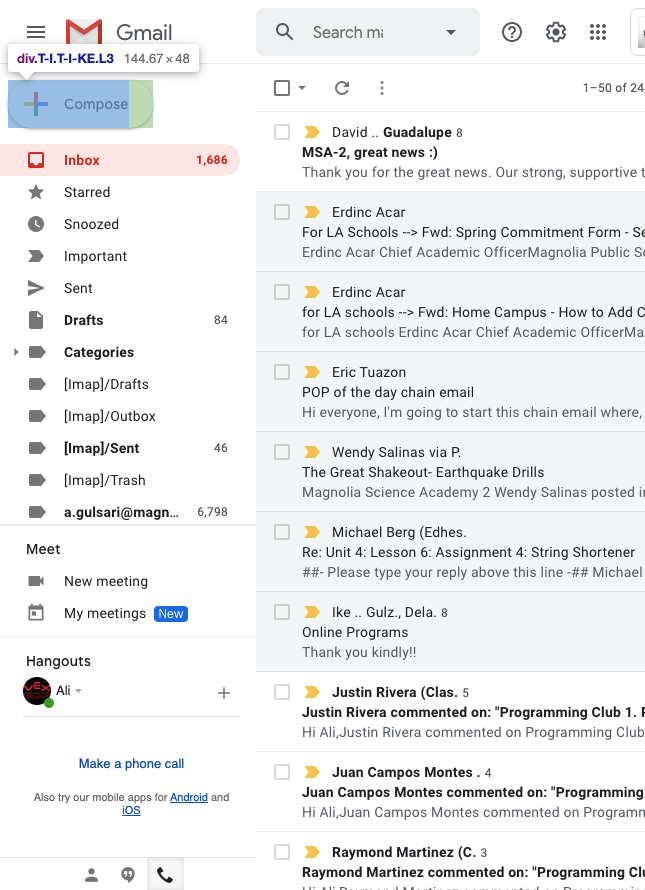 Gmail
Search ma
div.T-I.T-I-KE.L3 144.67 × 48
Compose
1–50 of 24,
Inbox 1,686
Starred
Snoozed
Important
Sent
Drafts 84
Categories
[Imap]/Drafts
[Imap]/Outbox
[Imap]/Sent 46
[Imap]/Trash
a.gulsari@magn... 6,798
Meet
New meeting
My meetings New
Hangouts
Ali
Make a phone call
Also try our mobile apps for Android and
iOS
David .. Guadalupe 8
MSA-2, great news :)
Thank you for the great news. Our strong, supportive t
Erdinc Acar
For LA Schools --> Fwd: Spring Commitment Form - Se
Erdinc Acar Chief Academic OfficerMagnolia Public Sc
Erdinc Acar
for LA schools --> Fwd: Home Campus - How to Add C
for LA schools Erdinc Acar Chief Academic OfficerMa
Eric Tuazon
POP of the day chain email
Hi everyone, I'm going to start this chain email where,
Wendy Salinas via P.
The Great Shakeout- Earthquake Drills
Magnolia Science Academy 2 Wendy Salinas posted in
Michael Berg (Edhes.
Re: Unit 4: Lesson 6: Assignment 4: String Shortener
##- Please type your reply above this line -## Michael
Ike .. Gulz., Dela. 8
Online Programs
Thank you kindly!!
Justin Rivera (Clas. 5
Justin Rivera commented on: "Programming Club 1. P
Hi Ali,Justin Rivera commented on Programming Club
Juan Campos Montes . 4
Juan Campos Montes commented on: "Programming
Hi Ali,Juan Campos Montes commented on Programm
Raymond Martinez (C. 3
Raymond Martinez commented on: "Programming Clu